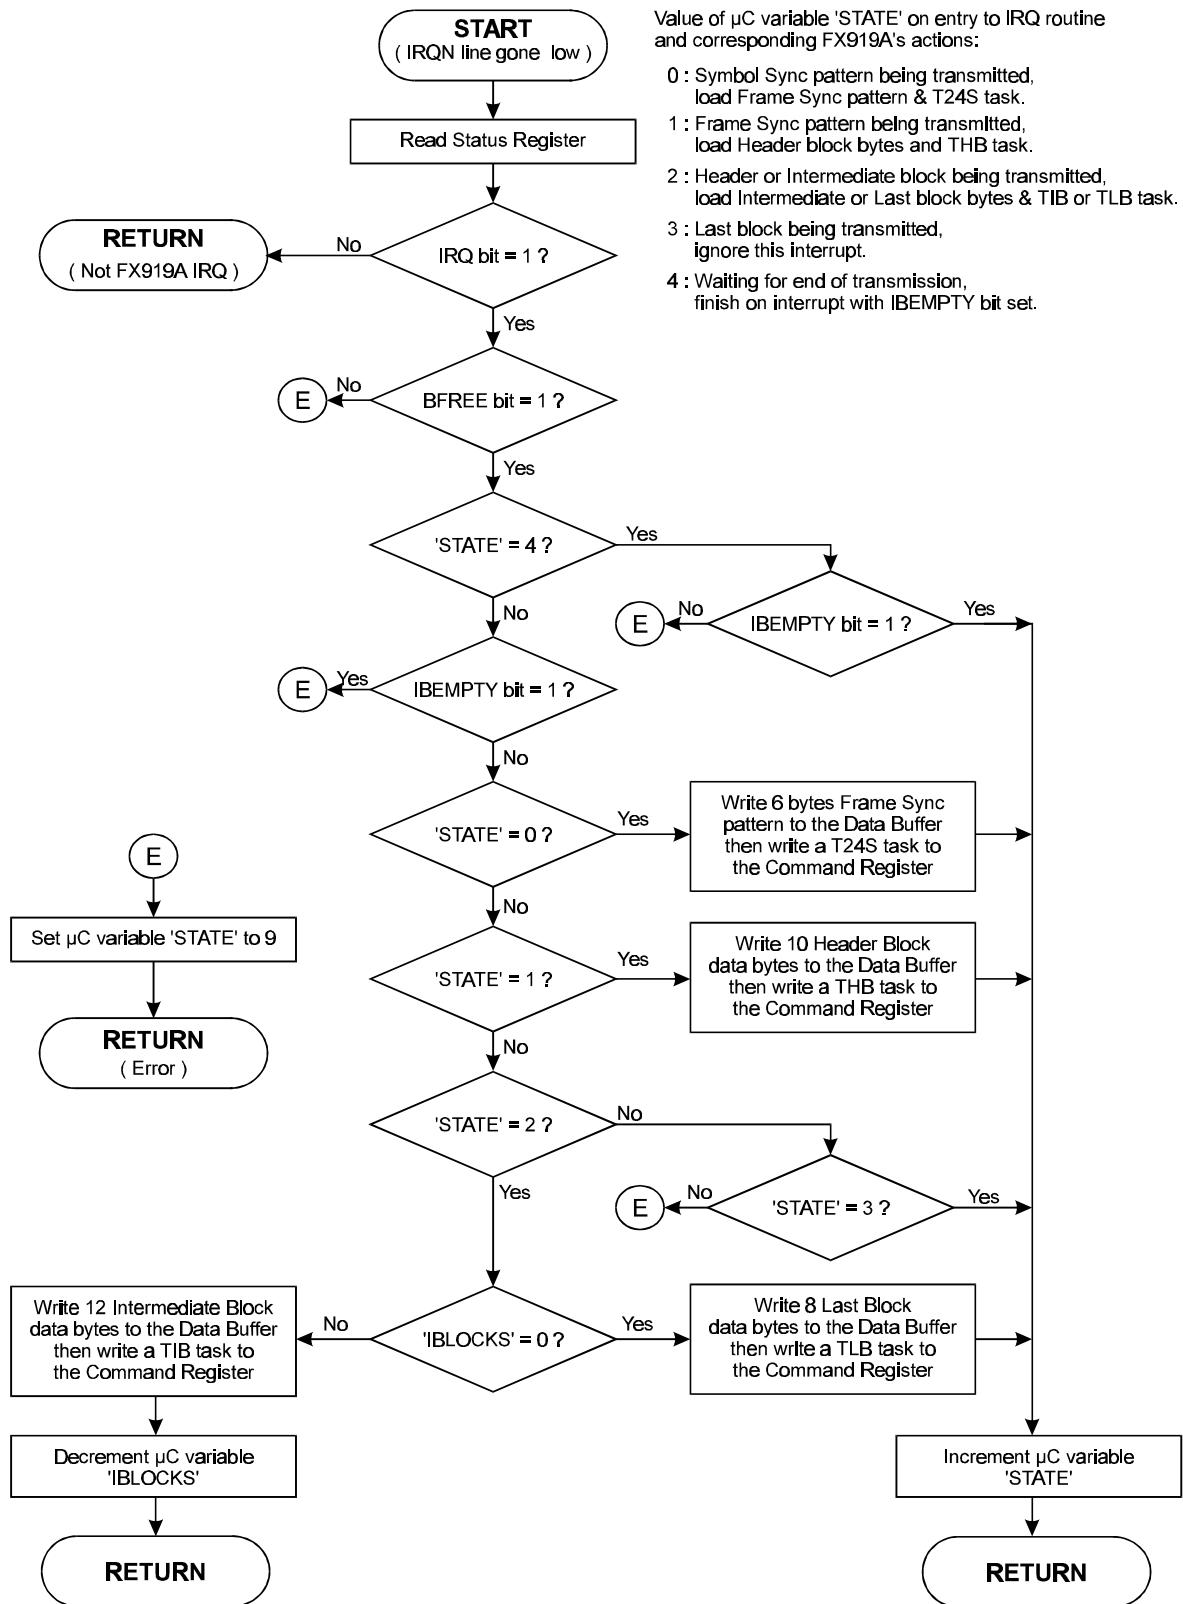 START
( IRQN line gone low )
Value of µC variable 'STATE' on entry to IRQ routine
and corresponding FX919A's actions:
0 : Symbol Sync pattern being transmitted,
load Frame Sync pattern & T24S task.
1 : Frame Sync pattern being transmitted,
load Header block bytes and THB task.
2 : Header or Intermediate block being transmitted,
load Intermediate or Last block bytes & TIB or TLB task.
3 : Last block being transmitted,
ignore this interrupt.
4 : Waiting for end of transmission,
finish on interrupt with IBEMPTY bit set.
Read Status Register
IRQ bit = 1 ?
No
RETURN
( Not FX919A IRQ )
Yes
BFREE bit = 1 ?
No
E
Yes
'STATE' = 4 ?
Yes
No
IBEMPTY bit = 1 ?
No
E
Yes
IBEMPTY bit = 1 ?
Yes
E
No
'STATE' = 0 ?
Yes
Write 6 bytes Frame Sync
pattern to the Data Buffer
then write a T24S task to
the Command Register
No
E
Set µC variable 'STATE' to 9
RETURN
( Error )
'STATE' = 1 ?
Yes
Write 10 Header Block
data bytes to the Data Buffer
then write a THB task to
the Command Register
No
'STATE' = 2 ?
No
Yes
'STATE' = 3 ?
No
E
Yes
'IBLOCKS' = 0 ?
No
Write 12 Intermediate Block
data bytes to the Data Buffer
then write a TIB task to
the Command Register
Yes
Write 8 Last Block
data bytes to the Data Buffer
then write a TLB task to
the Command Register
Decrement µC variable
'IBLOCKS'
RETURN
Increment µC variable
'STATE'
RETURN